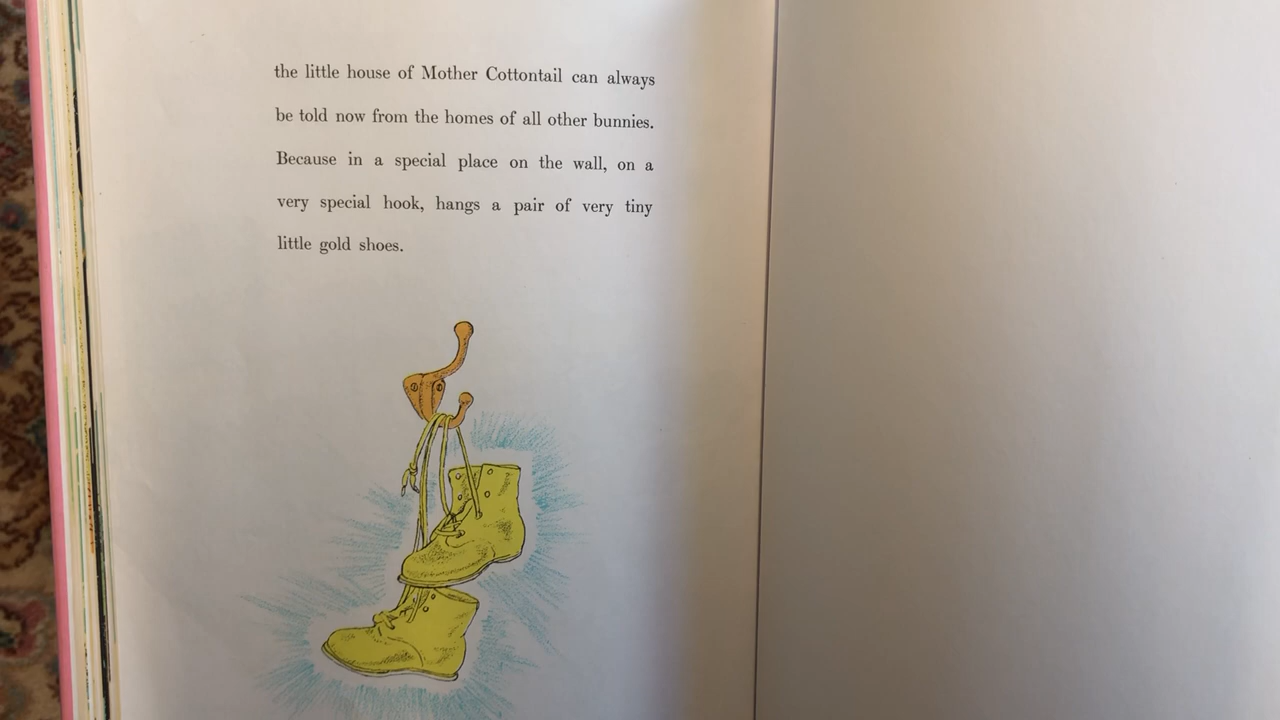 the little house of Mother Cottontail can always
be told now from the homes of all other bunnies.
Because in a special place on the wall, on a
very special hook, hangs a pair of very tiny
little gold shoes.